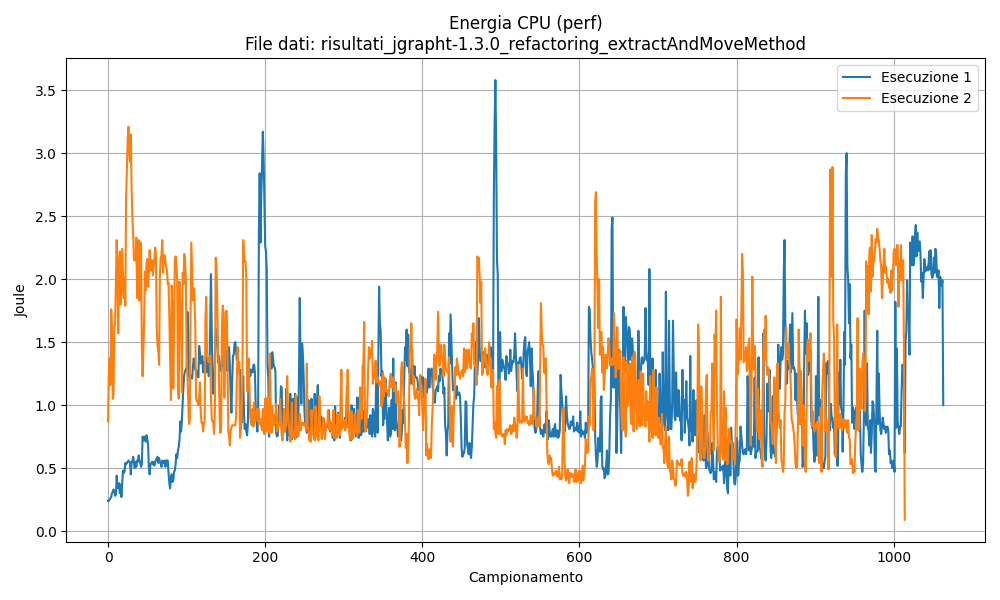 Energia CPU (perf)
File dati: risultati_jgrapht-1.3.0_refactoring_extractAndMoveMethod
Esecuzione 1
Esecuzione 2
Joule
3.5
3.0
2.5
2.0
1.5
1.0
0.5
0.0
0 200 400 600 800 1000
Campionamento